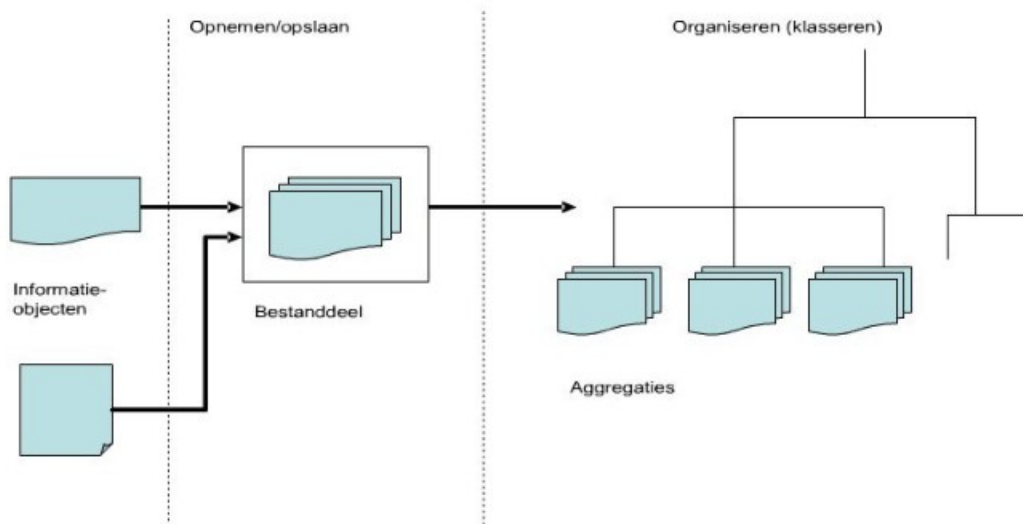 Opnemen/opslaan
Organiseren (klasseren)
Informatie-
objecten
Bestanddeel
Aggregaties